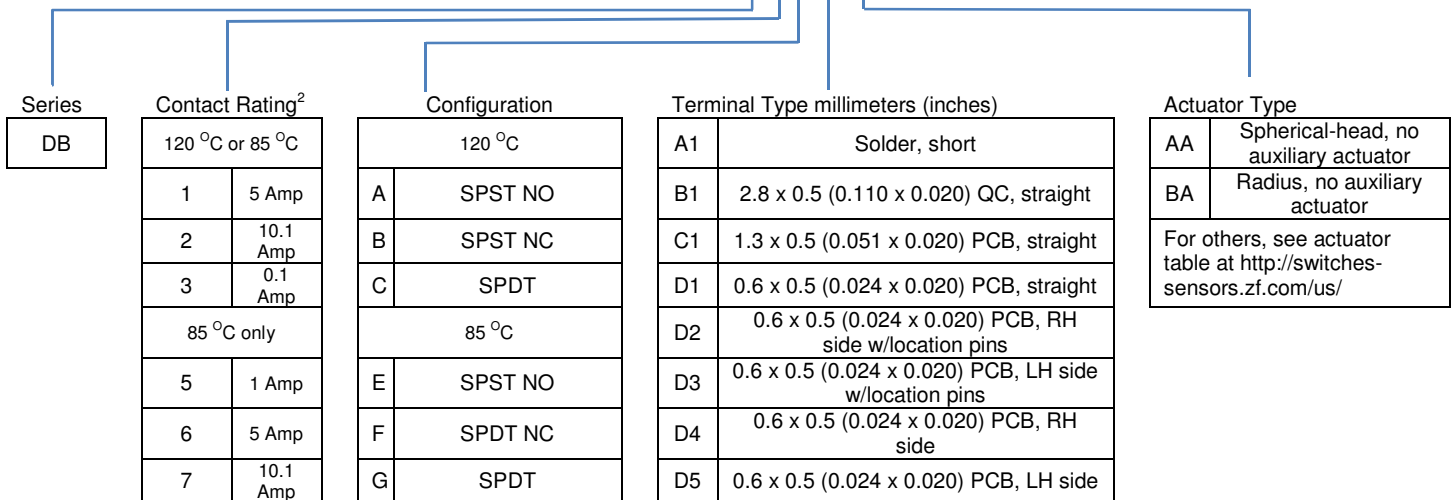 Series
DB
Contact Rating2
120 OC or 85 OC
1 5 Amp
2 10.1
Amp
3 0.1
Amp
85 OC only
5 1 Amp
6 5 Amp
7 10.1
Amp
Configuration
120 OC
A SPST NO
B SPST NC
C SPDT
85 OC
E SPST NO
F SPDT NC
G SPDT
Terminal Type millimeters (inches)
A1 Solder, short
B1 2.8 x 0.5 (0.110 x 0.020) QC, straight
C1 1.3 x 0.5 (0.051 x 0.020) PCB, straight
D1 0.6 x 0.5 (0.024 x 0.020) PCB, straight
D2 0.6 x 0.5 (0.024 x 0.020) PCB, RH
side w/location pins
D3 0.6 x 0.5 (0.024 x 0.020) PCB, LH side
w/location pins
D4 0.6 x 0.5 (0.024 x 0.020) PCB, RH
side
D5 0.6 x 0.5 (0.024 x 0.020) PCB, LH side
Actuator Type
AA Spherical-head, no
auxiliary actuator
BA Radius, no auxiliary
actuator
For others, see actuator
table at http://switches-
sensors.zf.com/us/